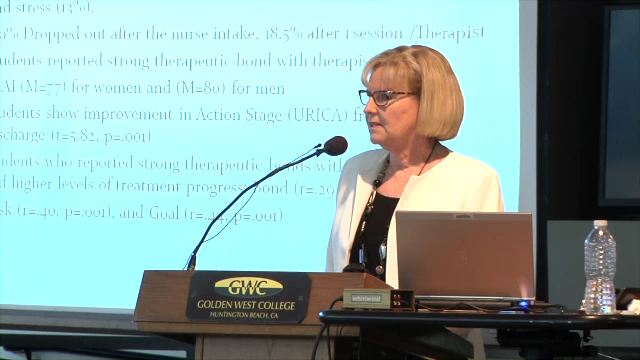 nd stress (13%).
% Dropped out after the nurse intake, 18.5% after 1 session /Therapist
udents reported strong therapeutic bond with therapis
AI (M=77) for women and (M=80) for men
udents show improvement in Action Stage (URICA) fr
scharge (t=5.82, p=.001)
udents who reported strong therapeutic bonds with
d higher levels of treatment progress: bond (r=.29
sk (r=.40, p=.001), and Goal (r=.44, p=.001)
GWC
GOLDEN WEST COLLEGE
HUNTINGTON BEACH, CA